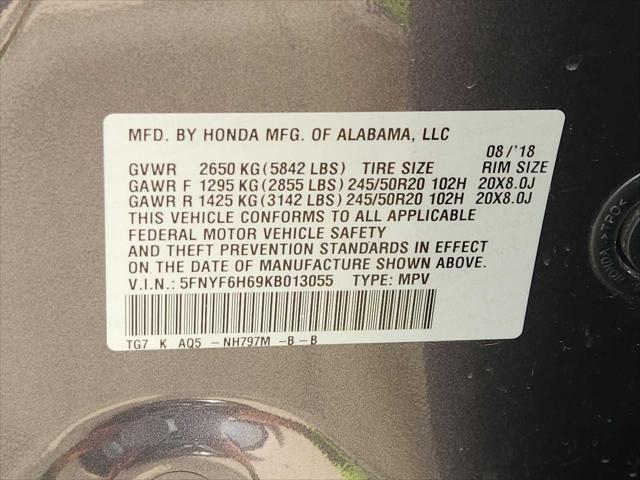 MFD. BY HONDA MFG. OF ALABAMA, LLC
08/'18
GVWR 2650 KG (5842 LBS) TIRE SIZE RIM SIZE
GAWR F 1295 KG (2855 LBS) 245/50R20 102H 20X8.0J
GAWR R 1425 KG (3142 LBS) 245/50R20 102H 20X8.0J
THIS VEHICLE CONFORMS TO ALL APPLICABLE
FEDERAL MOTOR VEHICLE SAFETY
AND THEFT PREVENTION STANDARDS IN EFFECT
ON THE DATE OF MANUFACTURE SHOWN ABOVE.
V.I.N.: 5FNYF6H69KB013055 TYPE: MPV
TG7 K AQ5 -NH797M -B -B
HONDA >TPO<